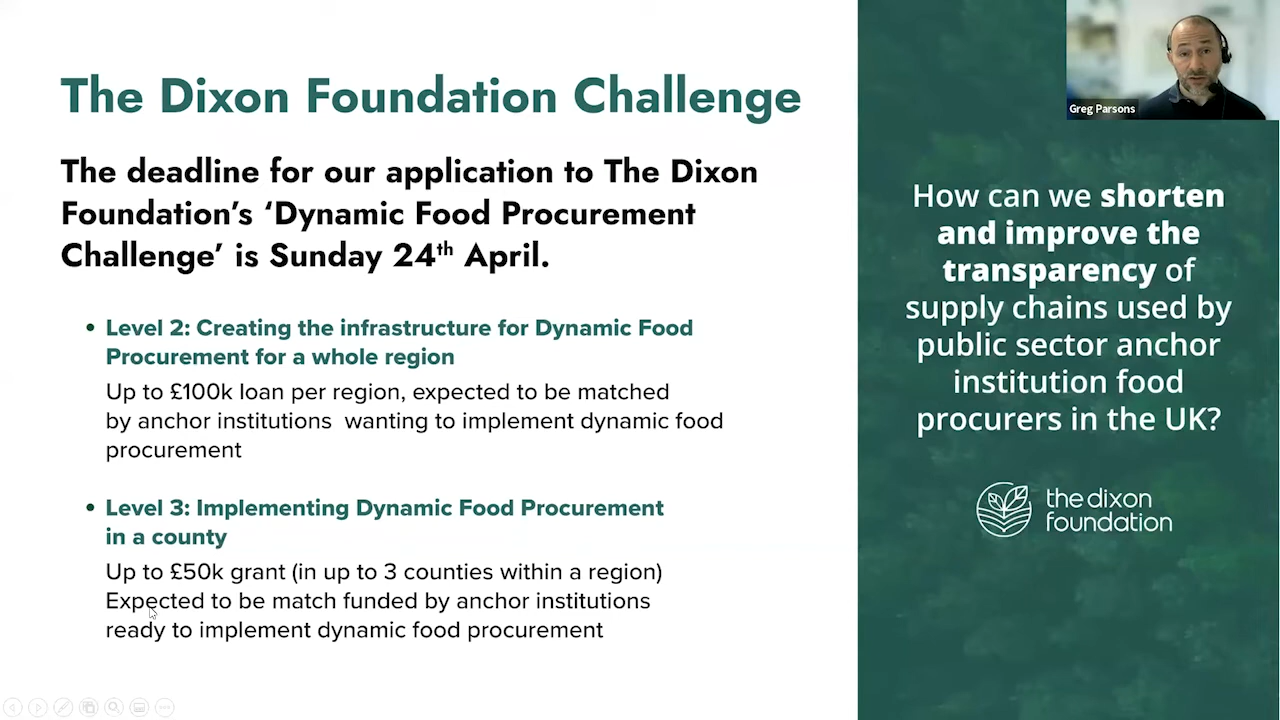 The Dixon Foundation Challenge
The deadline for our application to The Dixon
Foundation’s ‘Dynamic Food Procurement
Challenge’ is Sunday 24th April.
• Level 2: Creating the infrastructure for Dynamic Food
Procurement for a whole region
Up to £100k loan per region, expected to be matched
by anchor institutions wanting to implement dynamic food
procurement
• Level 3: Implementing Dynamic Food Procurement
in a county
Up to £50k grant (in up to 3 counties within a region)
Expected to be match funded by anchor institutions
ready to implement dynamic food procurement
Greg Parsons
How can we shorten
and improve the
transparency of
supply chains used by
public sector anchor
institution food
procurers in the UK?
the dixon
foundation